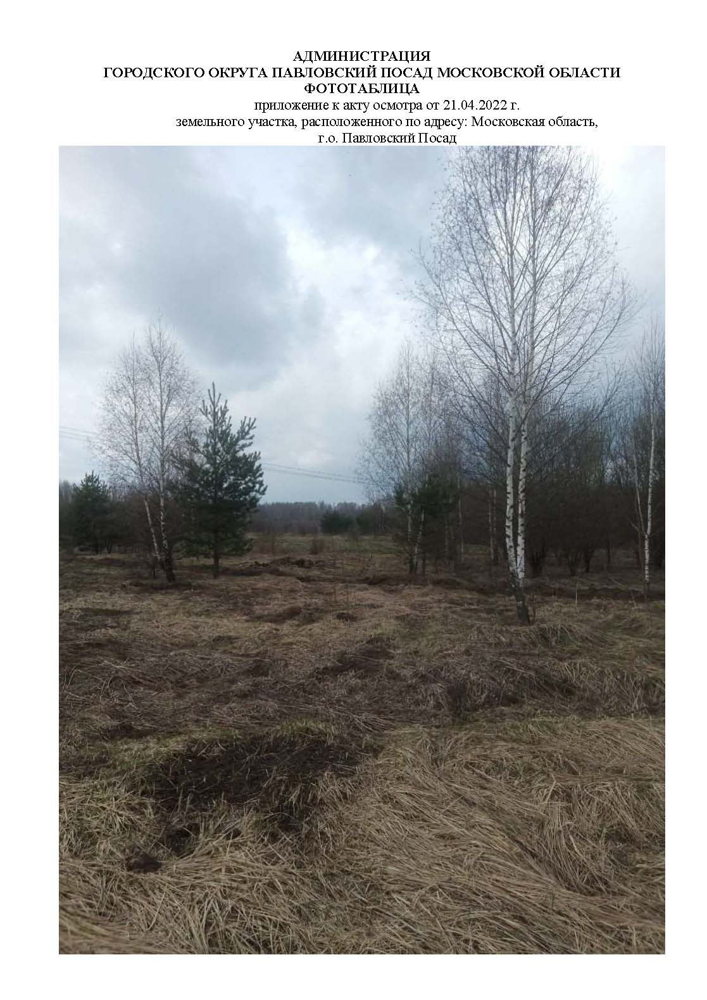 АДМИНИСТРАЦИЯ
ГОРОДСКОГО ОКРУГА ПАВЛОВСКИЙ ПОСАД МОСКОВСКОЙ ОБЛАСТИ
ФОТОТАБЛИЦА
приложение к акту осмотра от 21.04.2022 г.
земельного участка, расположенного по адресу: Московская область,
г.о. Павловский Посад